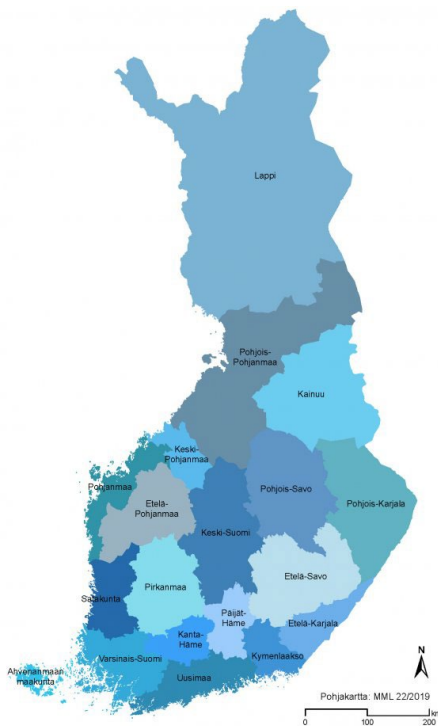 Lappi
Pohjois-
Pohjanmaa
Kainuu
Keski-
Pohjanmaa
Pohjanmaa
Etelä-
Pohjanmaa
Keski-Suomi
Pohjois-Savo
Pohjois-Karjala
Satakunta
Pirkanmaa
Etelä-Savo
Päijät-
Häme
Etelä-Karjala
Kanta-
Häme
Kymenlaakso
Varsinais-Suomi
Uusimaa
Ahvenanmaan
maakunta
N
Pohjakartta: MML 22/2019
0 100 200 km